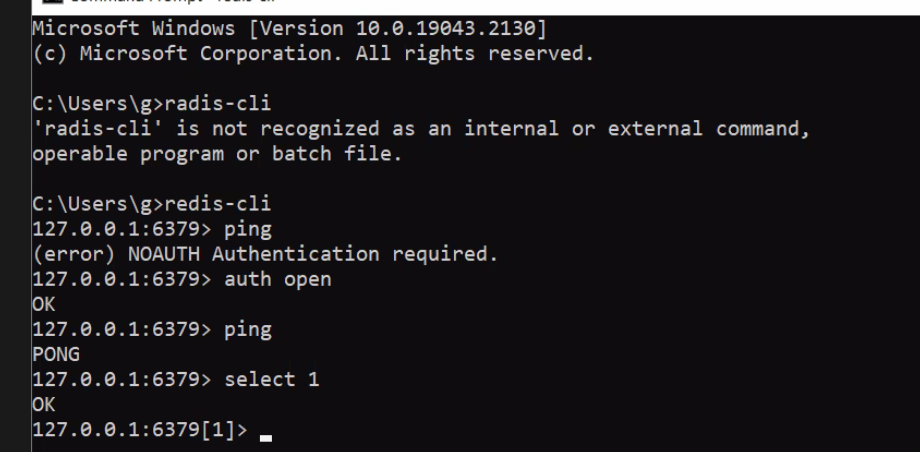 Microsoft Windows [Version 10.0.19043.2130]
(c) Microsoft Corporation. All rights reserved.
C:\Users\g>radis-cli
'radis-cli' is not recognized as an internal or external command,
operable program or batch file.
C:\Users\g>redis-cli
127.0.0.1:6379> ping
(error) NOAUTH Authentication required.
127.0.0.1:6379> auth open
OK
127.0.0.1:6379> ping
PONG
127.0.0.1:6379> select 1
OK
127.0.0.1:6379[1]>